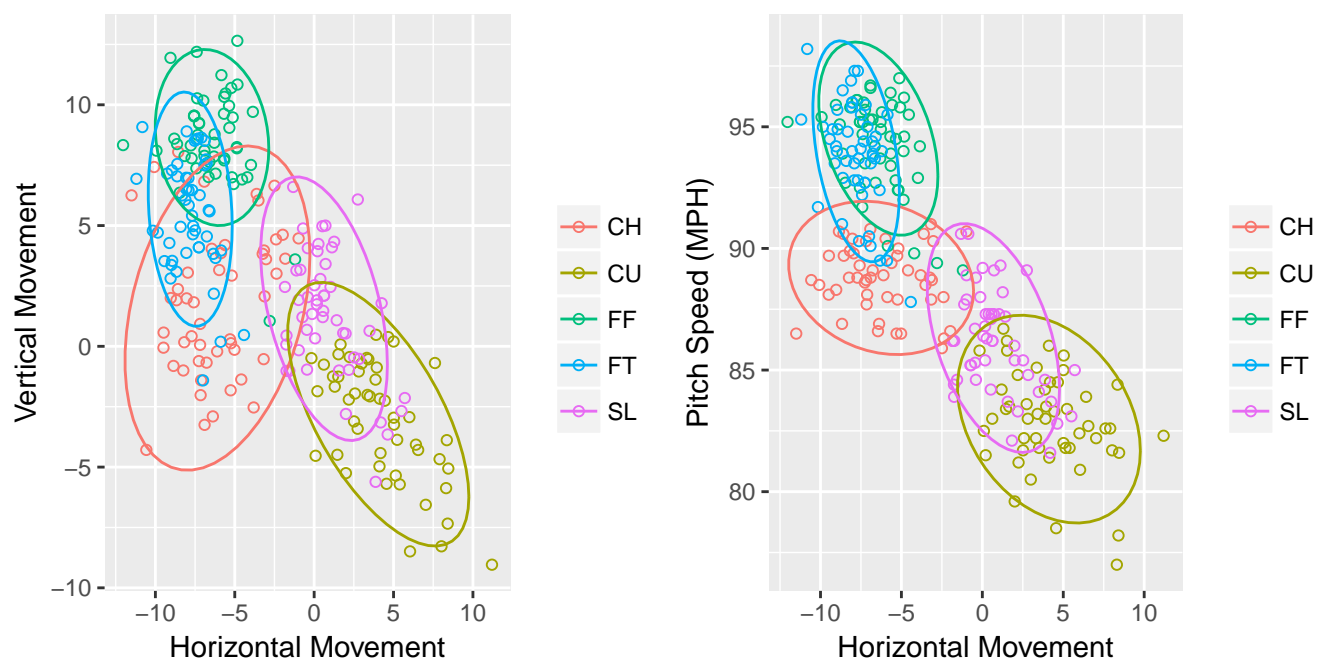 Vertical Movement
10
5
0
−5
−10
−10 −5 0 5 10
Horizontal Movement
CH
CU
FF
FT
SL
Pitch Speed (MPH)
95
90
85
80
−10 −5 0 5 10
Horizontal Movement
CH
CU
FF
FT
SL